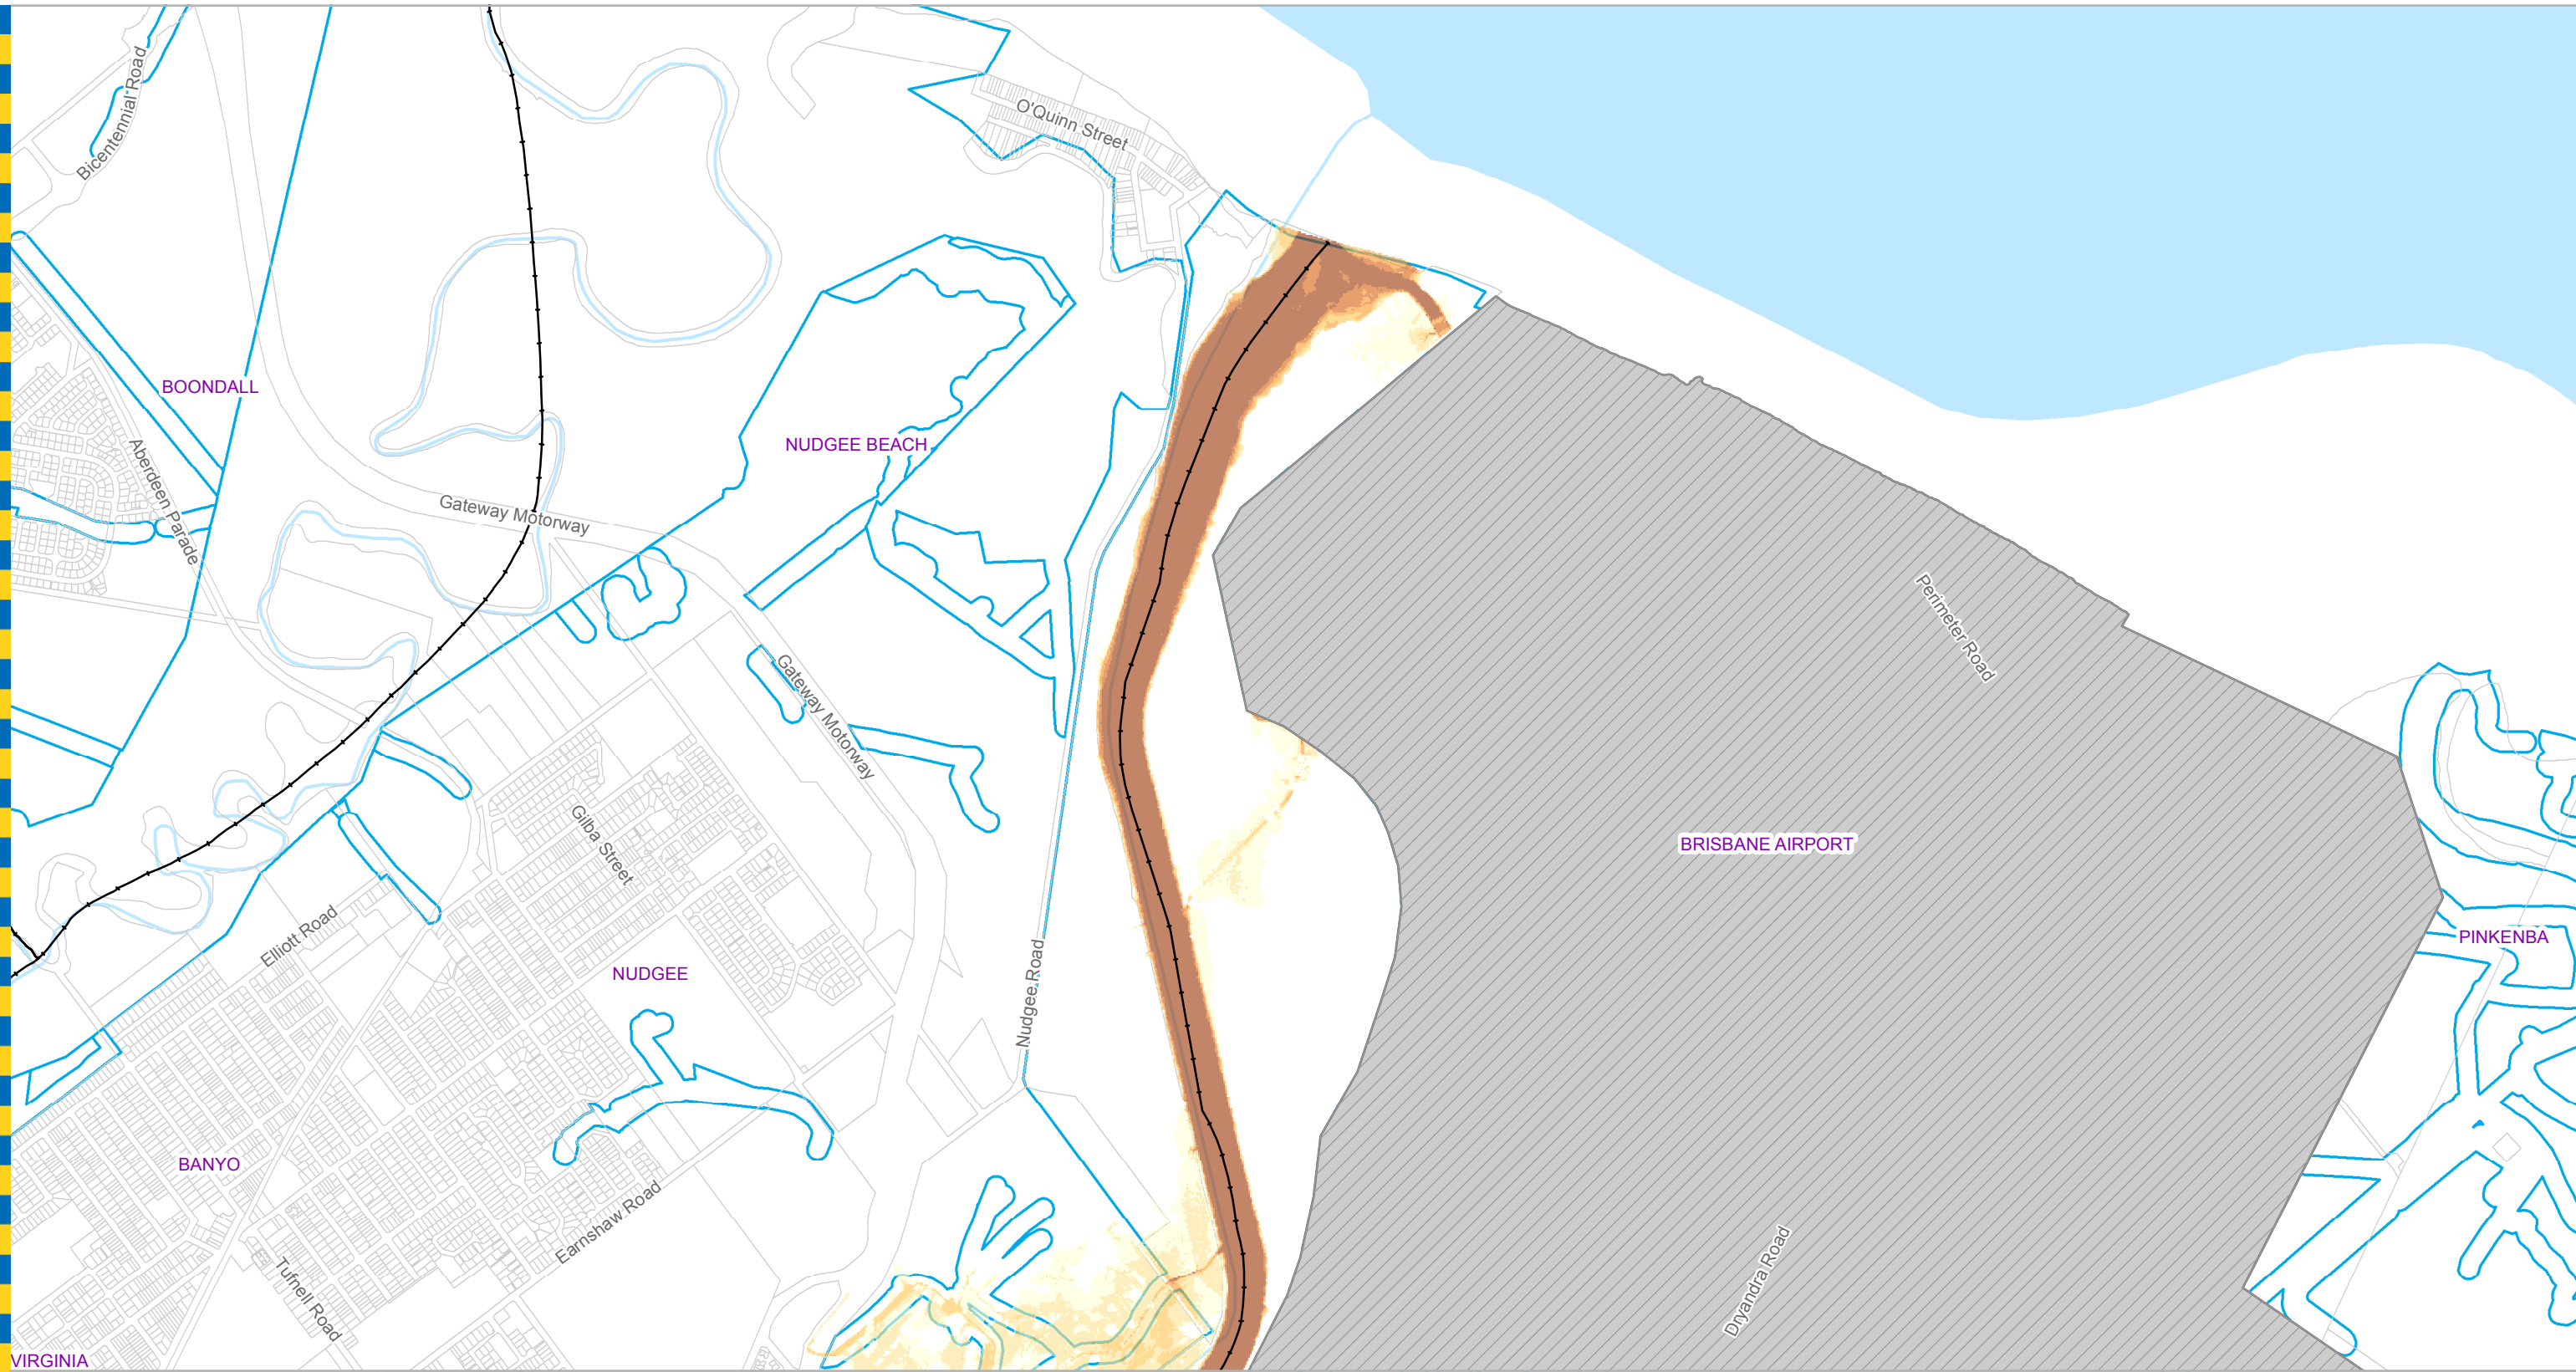 Bicentennial Road
O'Quinn Street
BOONDALL
NUDGEE BEACH
Aberdeen Parade
Gateway Motorway
Perimeter Road
Gateway Motorway
Gilba Street
BRISBANE AIRPORT
Elliott Road
PINKENBA
NUDGEE
Nudgee Road
BANYO
Earnshaw Road
Tufnell Road
Dryandra Road
VIRGINIA